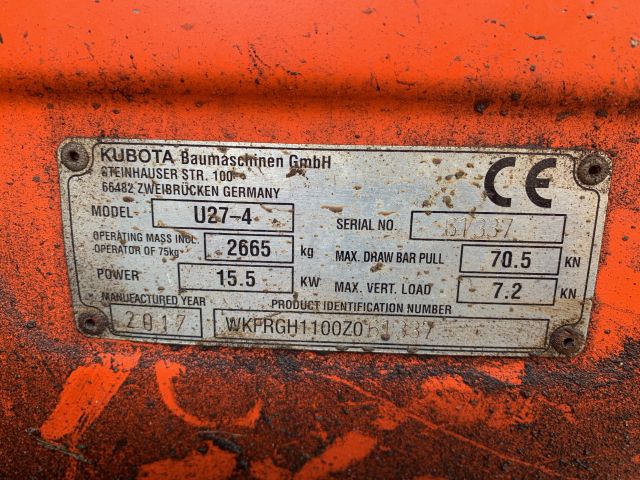 KUBOTA Baumaschinen GmbH
STEINHAUSER STR. 100
66482 ZWEIBRÜCKEN GERMANY
CE
MODEL U27-4 SERIAL NO. 61337
OPERATING MASS INCL. OPERATOR OF 75kg 2665 kg MAX. DRAW BAR PULL 70.5 KN
POWER 15.5 KW MAX. VERT. LOAD 7.2 KN
MANUFACTURED YEAR PRODUCT IDENTIFICATION NUMBER
2017 WKFRGH1100Z061337